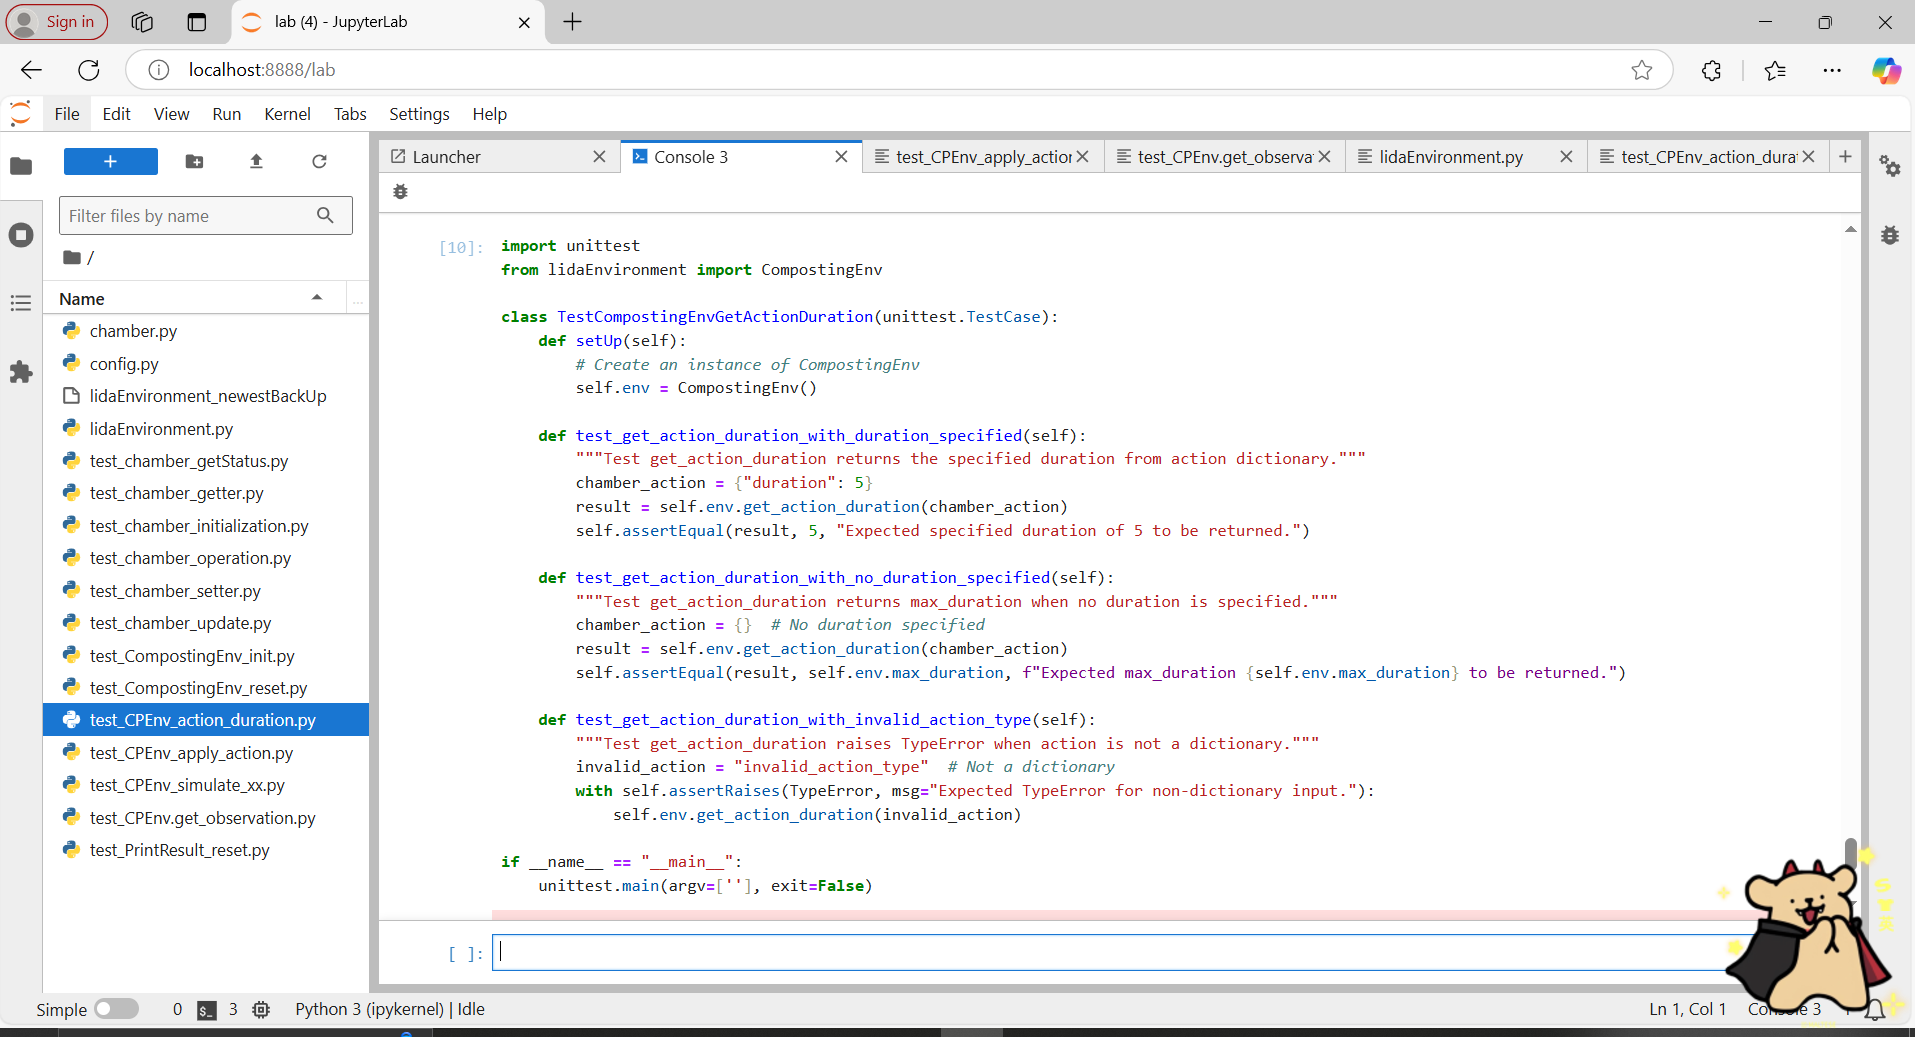 Sign in
lab (4) - JupyterLab
localhost:8888/lab
File Edit View Run Kernel Tabs Settings Help
Launcher
Console 3
test_CPEnv_apply_action
test_CPEnv.get_observa
lidaEnvironment.py
test_CPEnv_action_dura
+
Filter files by name
/
Name
...
chamber.py
config.py
lidaEnvironment_newestBackUp
lidaEnvironment.py
test_chamber_getStatus.py
test_chamber_getter.py
test_chamber_initialization.py
test_chamber_operation.py
test_chamber_setter.py
test_chamber_update.py
test_CompostingEnv_init.py
test_CompostingEnv_reset.py
test_CPEnv_action_duration.py
test_CPEnv_apply_action.py
test_CPEnv_simulate_xx.py
test_CPEnv.get_observation.py
test_PrintResult_reset.py
[10]: import unittest
from lidaEnvironment import CompostingEnv
class TestCompostingEnvGetActionDuration(unittest.TestCase):
def setUp(self):
# Create an instance of CompostingEnv
self.env = CompostingEnv()
def test_get_action_duration_with_duration_specified(self):
"""Test get_action_duration returns the specified duration from action dictionary."""
chamber_action = {"duration": 5}
result = self.env.get_action_duration(chamber_action)
self.assertEqual(result, 5, "Expected specified duration of 5 to be returned.")
def test_get_action_duration_with_no_duration_specified(self):
"""Test get_action_duration returns max_duration when no duration is specified."""
chamber_action = {} # No duration specified
result = self.env.get_action_duration(chamber_action)
self.assertEqual(result, self.env.max_duration, f"Expected max_duration {self.env.max_duration} to be returned.")
def test_get_action_duration_with_invalid_action_type(self):
"""Test get_action_duration raises TypeError when action is not a dictionary."""
invalid_action = "invalid_action_type" # Not a dictionary
with self.assertRaises(TypeError, msg="Expected TypeError for non-dictionary input."):
self.env.get_action_duration(invalid_action)
if __name__ == "__main__":
unittest.main(argv=[''], exit=False)
[ ]:
Simple 0 3 Python 3 (ipykernel) | Idle
Ln 1, Col 1 Console 3